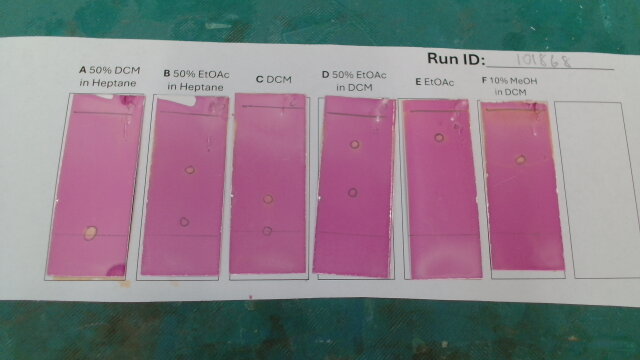 Run ID: 101868
A 50% DCM
in Heptane
B 50% EtOAc
in Heptane
C DCM
D 50% EtOAc
in DCM
E EtOAc
F 10% MeOH
in DCM